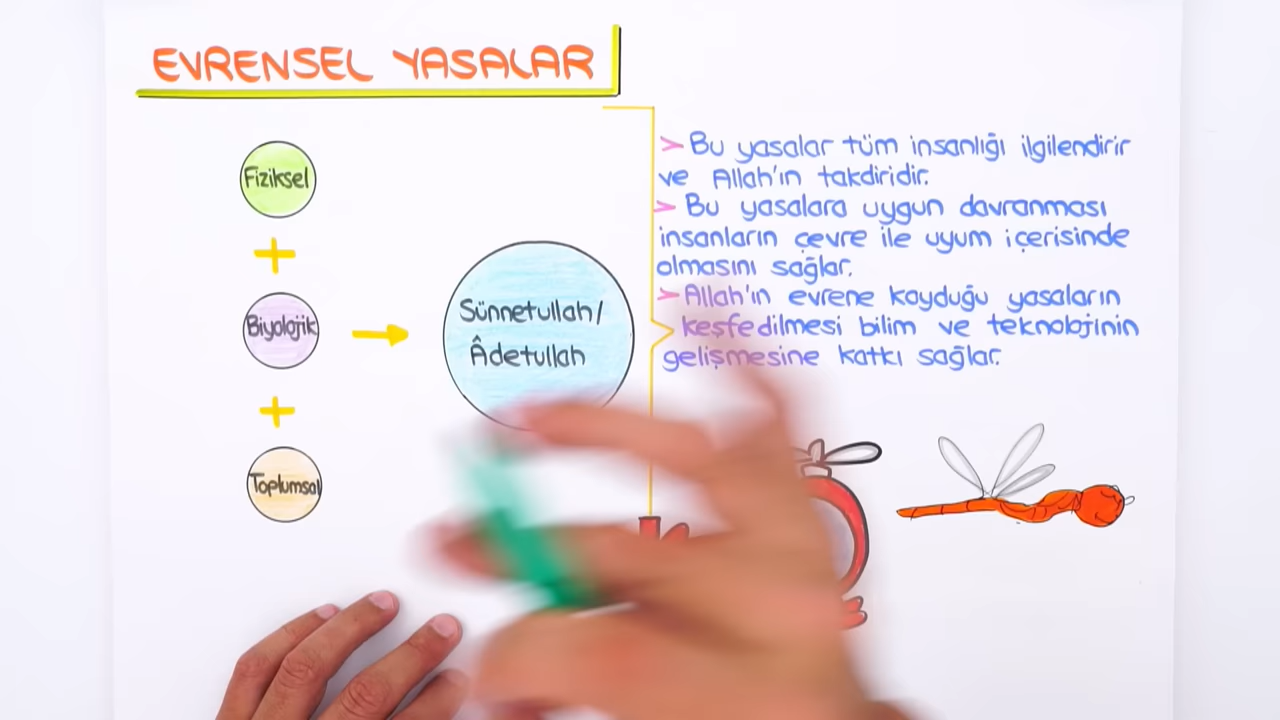 EVRENSEL YASALAR
Fiziksel
+
Biyolojik
+
Toplumsal
Sünnetullah/
Âdetullah
➤ Bu yasalar tüm insanlığı ilgilendirir
ve Allah'ın takdiridir.
➤ Bu yasalara uygun davranması
insanların çevre ile uyum içerisinde
olmasını sağlar.
➤ Allah'ın evrene koyduğu yasaların
keşfedilmesi bilim ve teknolojinin
gelişmesine katkı sağlar.